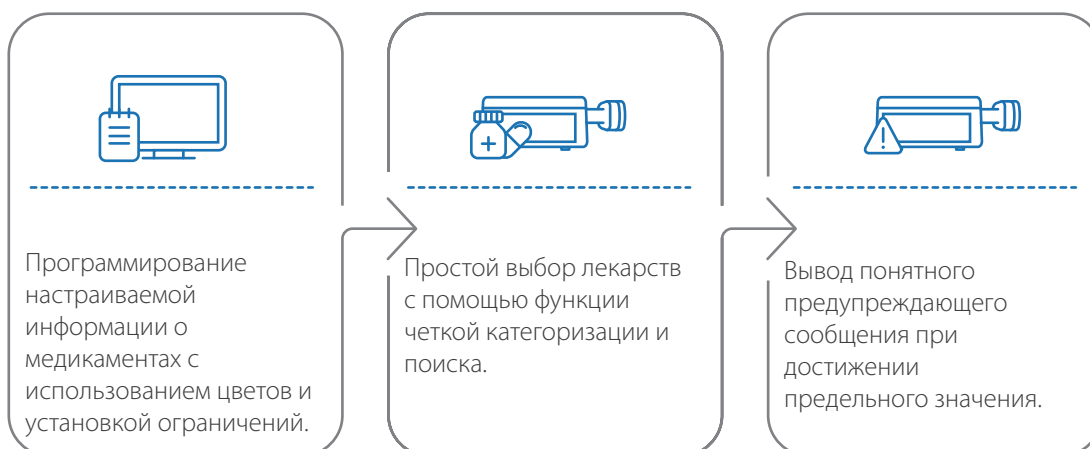 Программирование
настраиваемой
информации о
медикаментах с
использованием цветов и
установкой ограничений.
Простой выбор лекарств
с помощью функции
четкой категоризации и
поиска.
Вывод понятного
предупреждающего
сообщения при
достижении
предельного значения.